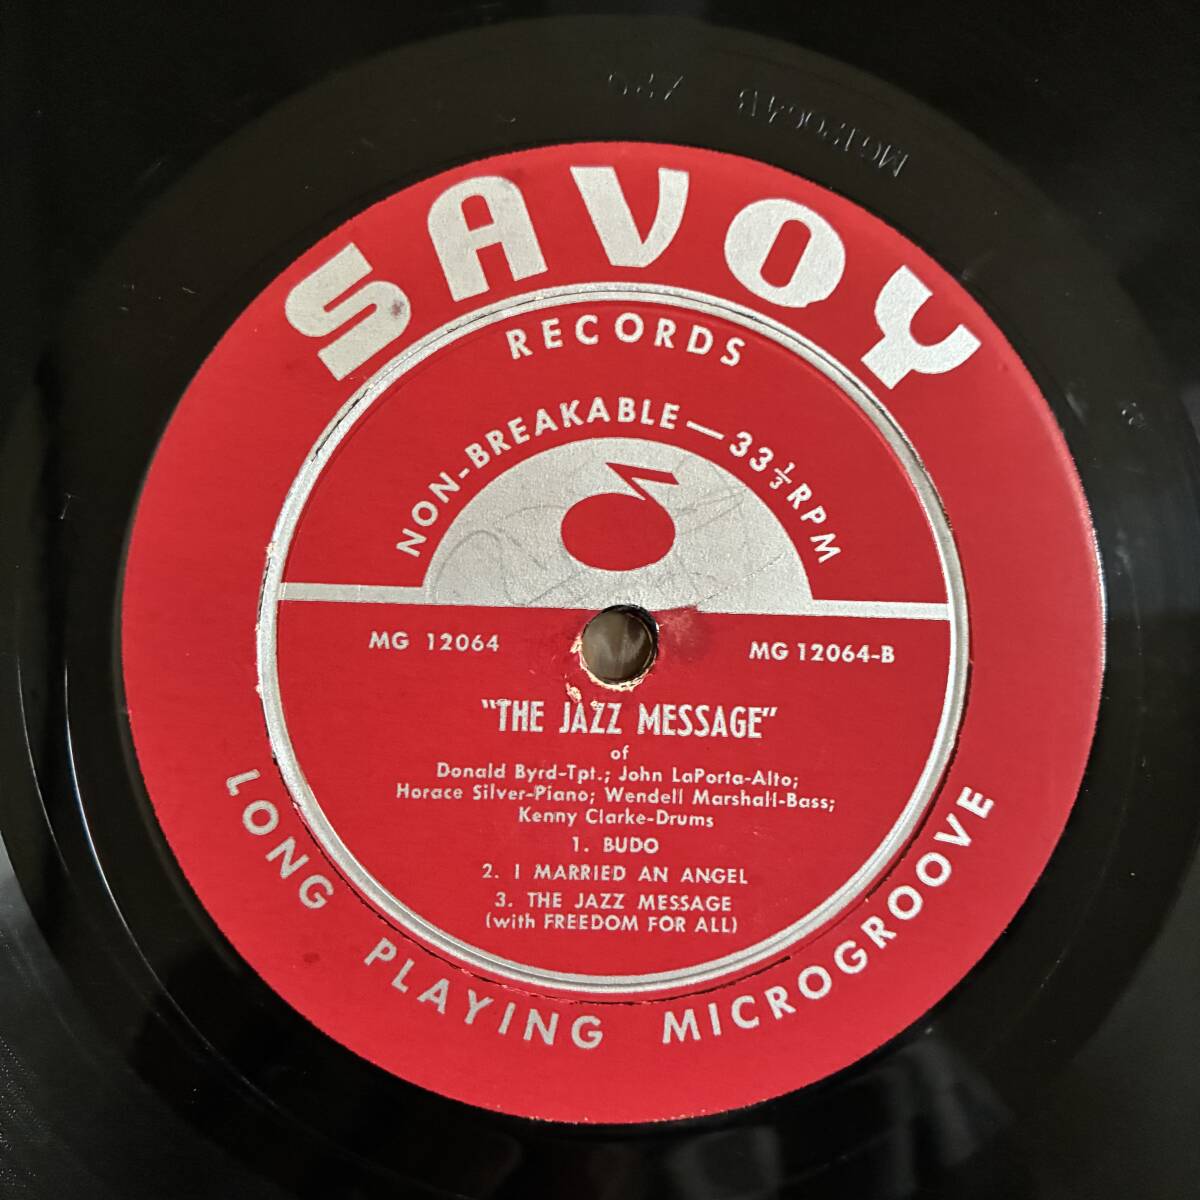 MG12064B
SAVOY
RECORDS
NON-BREAKABLE—33⅓RPM
MG 12064
MG 12064-B
"THE JAZZ MESSAGE"
of
Donald Byrd-Tpt.; John LaPorta-Alto;
Horace Silver-Piano; Wendell Marshall-Bass;
Kenny Clarke-Drums
1. BUDO
2. I MARRIED AN ANGEL
3. THE JAZZ MESSAGE
(with FREEDOM FOR ALL)
LONG PLAYING MICROGROOVE